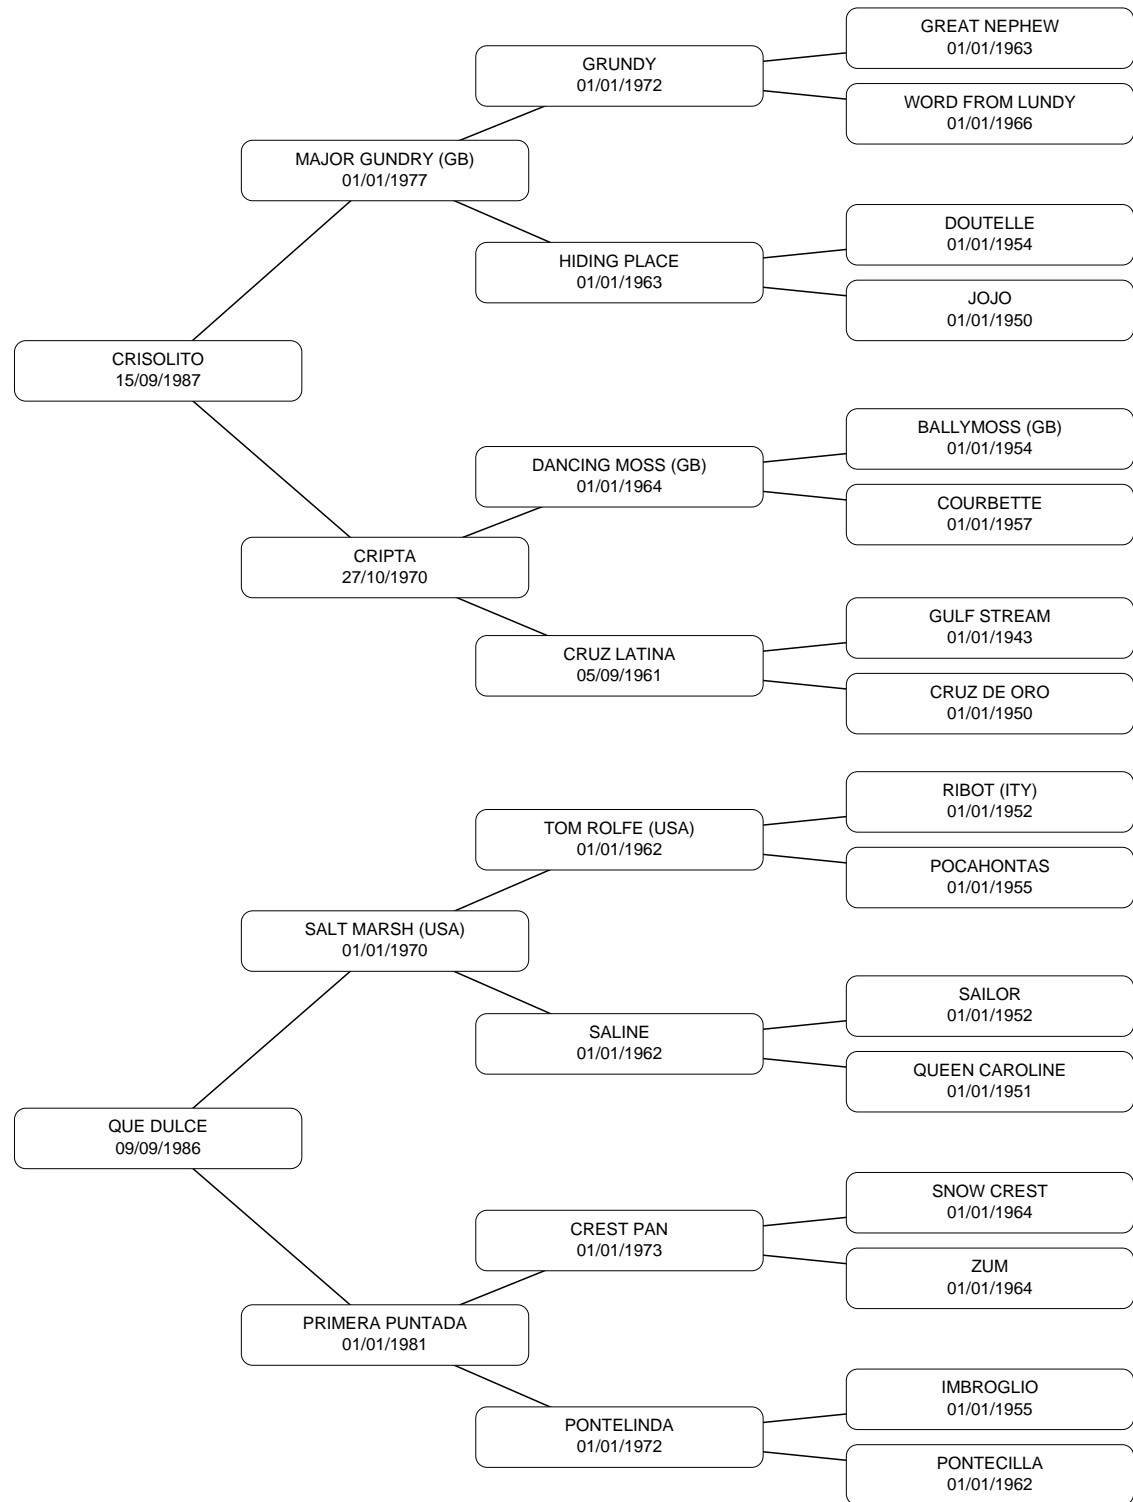 GREAT NEPHEW
01/01/1963
GRUNDY
01/01/1972
WORD FROM LUNDY
01/01/1966
MAJOR GUNDRY (GB)
01/01/1977
DOUTELLE
01/01/1954
HIDING PLACE
01/01/1963
JOJO
01/01/1950
CRISOLITO
15/09/1987
BALLYMOSS (GB)
01/01/1954
DANCING MOSS (GB)
01/01/1964
COURBETTE
01/01/1957
CRIPTA
27/10/1970
GULF STREAM
01/01/1943
CRUZ LATINA
05/09/1961
CRUZ DE ORO
01/01/1950
RIBOT (ITY)
01/01/1952
TOM ROLFE (USA)
01/01/1962
POCAHONTAS
01/01/1955
SALT MARSH (USA)
01/01/1970
SAILOR
01/01/1952
SALINE
01/01/1962
QUEEN CAROLINE
01/01/1951
QUE DULCE
09/09/1986
SNOW CREST
01/01/1964
CREST PAN
01/01/1973
ZUM
01/01/1964
PRIMERA PUNTADA
01/01/1981
IMBROGLIO
01/01/1955
PONTELINDA
01/01/1972
PONTECILLA
01/01/1962